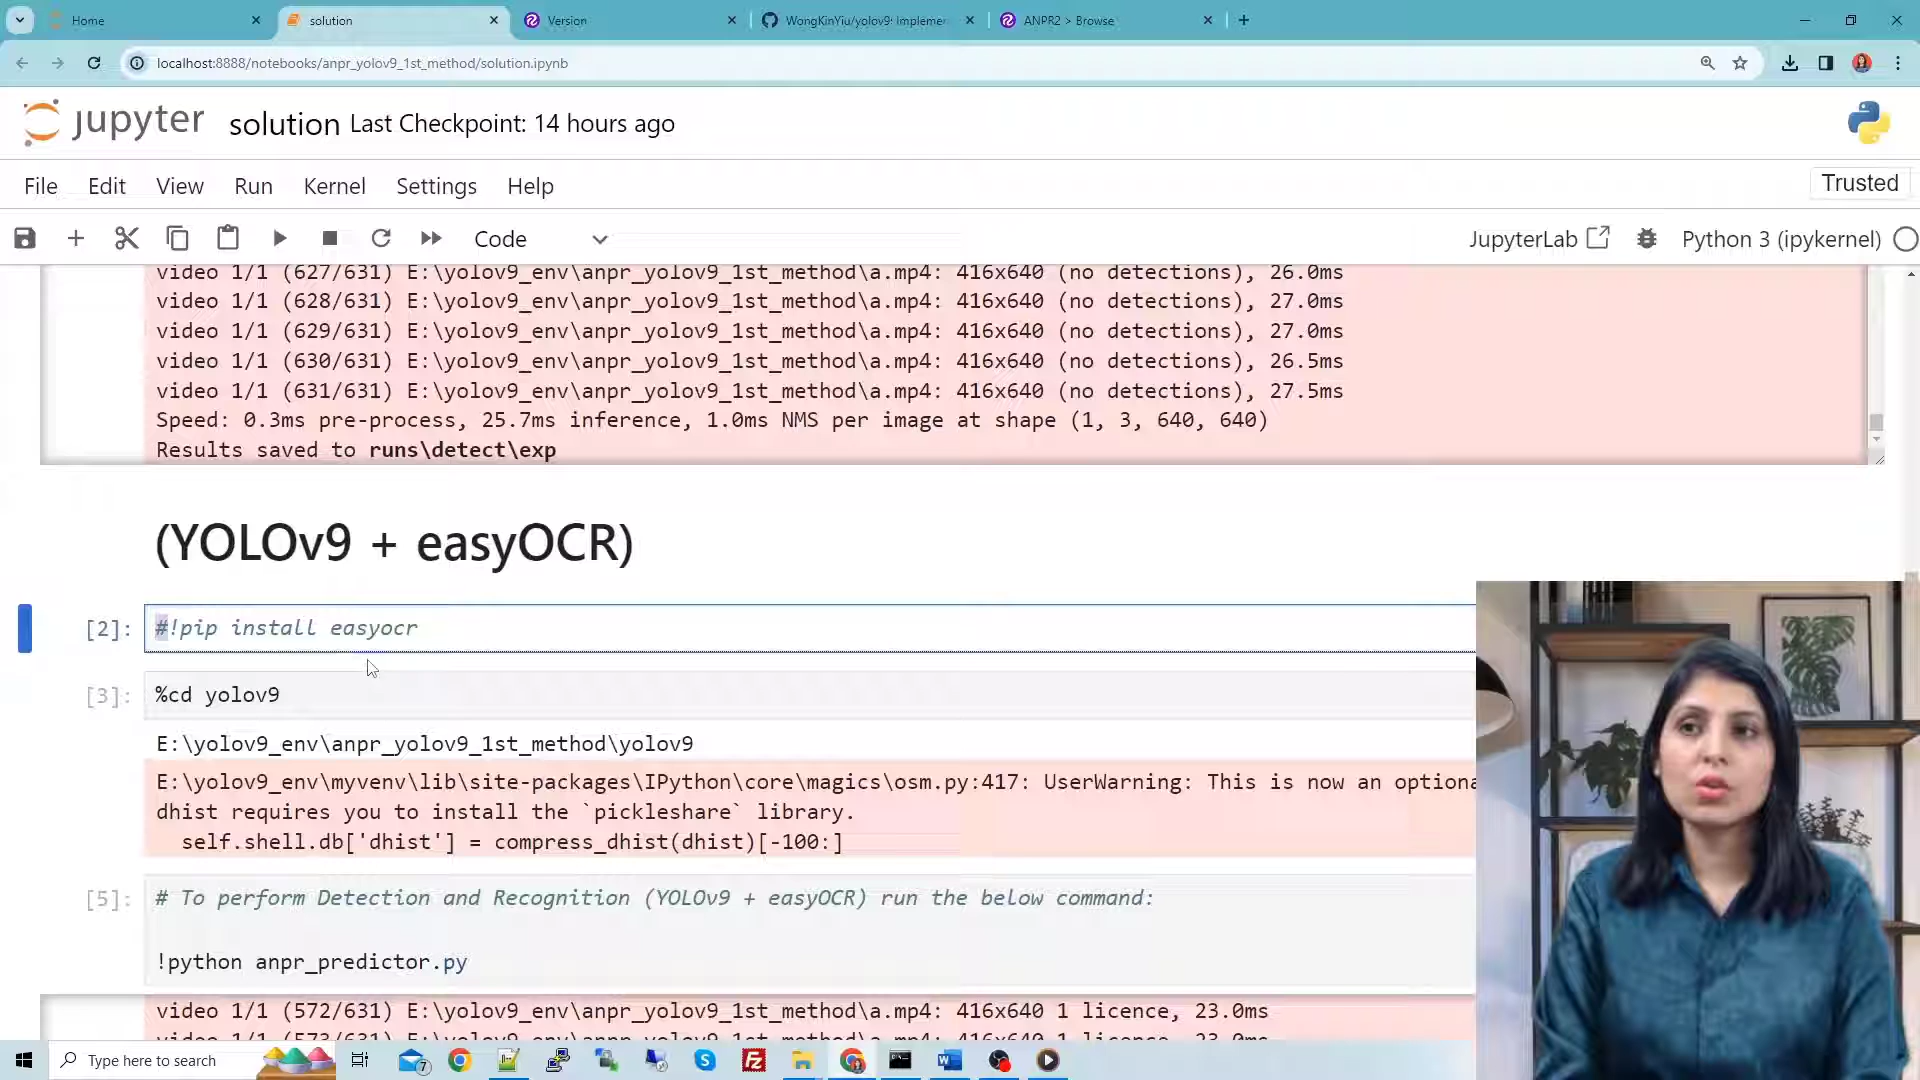 Home
solution
Version
WongKinYiu/yolov9: Implemen
ANPR2 > Browse
localhost:8888/notebooks/anpr_yolov9_1st_method/solution.ipynb
jupyter solution Last Checkpoint: 14 hours ago
File Edit View Run Kernel Settings Help
Trusted
Code
JupyterLab
Python 3 (ipykernel)
video 1/1 (627/631) E:\yolov9_env\anpr_yolov9_1st_method\a.mp4: 416x640 (no detections), 26.0ms
video 1/1 (628/631) E:\yolov9_env\anpr_yolov9_1st_method\a.mp4: 416x640 (no detections), 27.0ms
video 1/1 (629/631) E:\yolov9_env\anpr_yolov9_1st_method\a.mp4: 416x640 (no detections), 27.0ms
video 1/1 (630/631) E:\yolov9_env\anpr_yolov9_1st_method\a.mp4: 416x640 (no detections), 26.5ms
video 1/1 (631/631) E:\yolov9_env\anpr_yolov9_1st_method\a.mp4: 416x640 (no detections), 27.5ms
Speed: 0.3ms pre-process, 25.7ms inference, 1.0ms NMS per image at shape (1, 3, 640, 640)
Results saved to runs\detect\exp
(YOLOv9 + easyOCR)
[2]: #!pip install easyocr
[3]: %cd yolov9
E:\yolov9_env\anpr_yolov9_1st_method\yolov9
E:\yolov9_env\myvenv\lib\site-packages\IPython\core\magics\osm.py:417: UserWarning: This is now an optiona
dhist requires you to install the `pickleshare` library.
self.shell.db['dhist'] = compress_dhist(dhist)[-100:]
[5]: # To perform Detection and Recognition (YOLOv9 + easyOCR) run the below command:
!python anpr_predictor.py
video 1/1 (572/631) E:\yolov9_env\anpr_yolov9_1st_method\a.mp4: 416x640 1 licence, 23.0ms
video 1/1 (573/631) E:\yolov9_env\anpr_yolov9_1st_method\a.mp4: 416x640 1 licence, 23.0ms
Type here to search
7